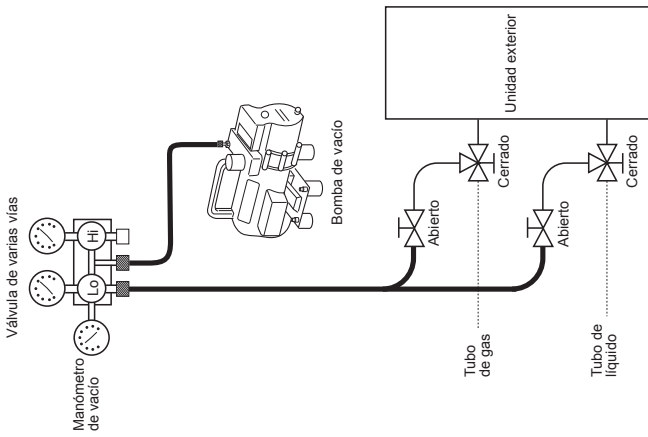 Válvula de varias vías
Manómetro
de vacío
Lo
Hi
Bomba de vacío
Unidad exterior
Abierto
Cerrado
Abierto
Cerrado
Tubo
de gas
Tubo de
líquido